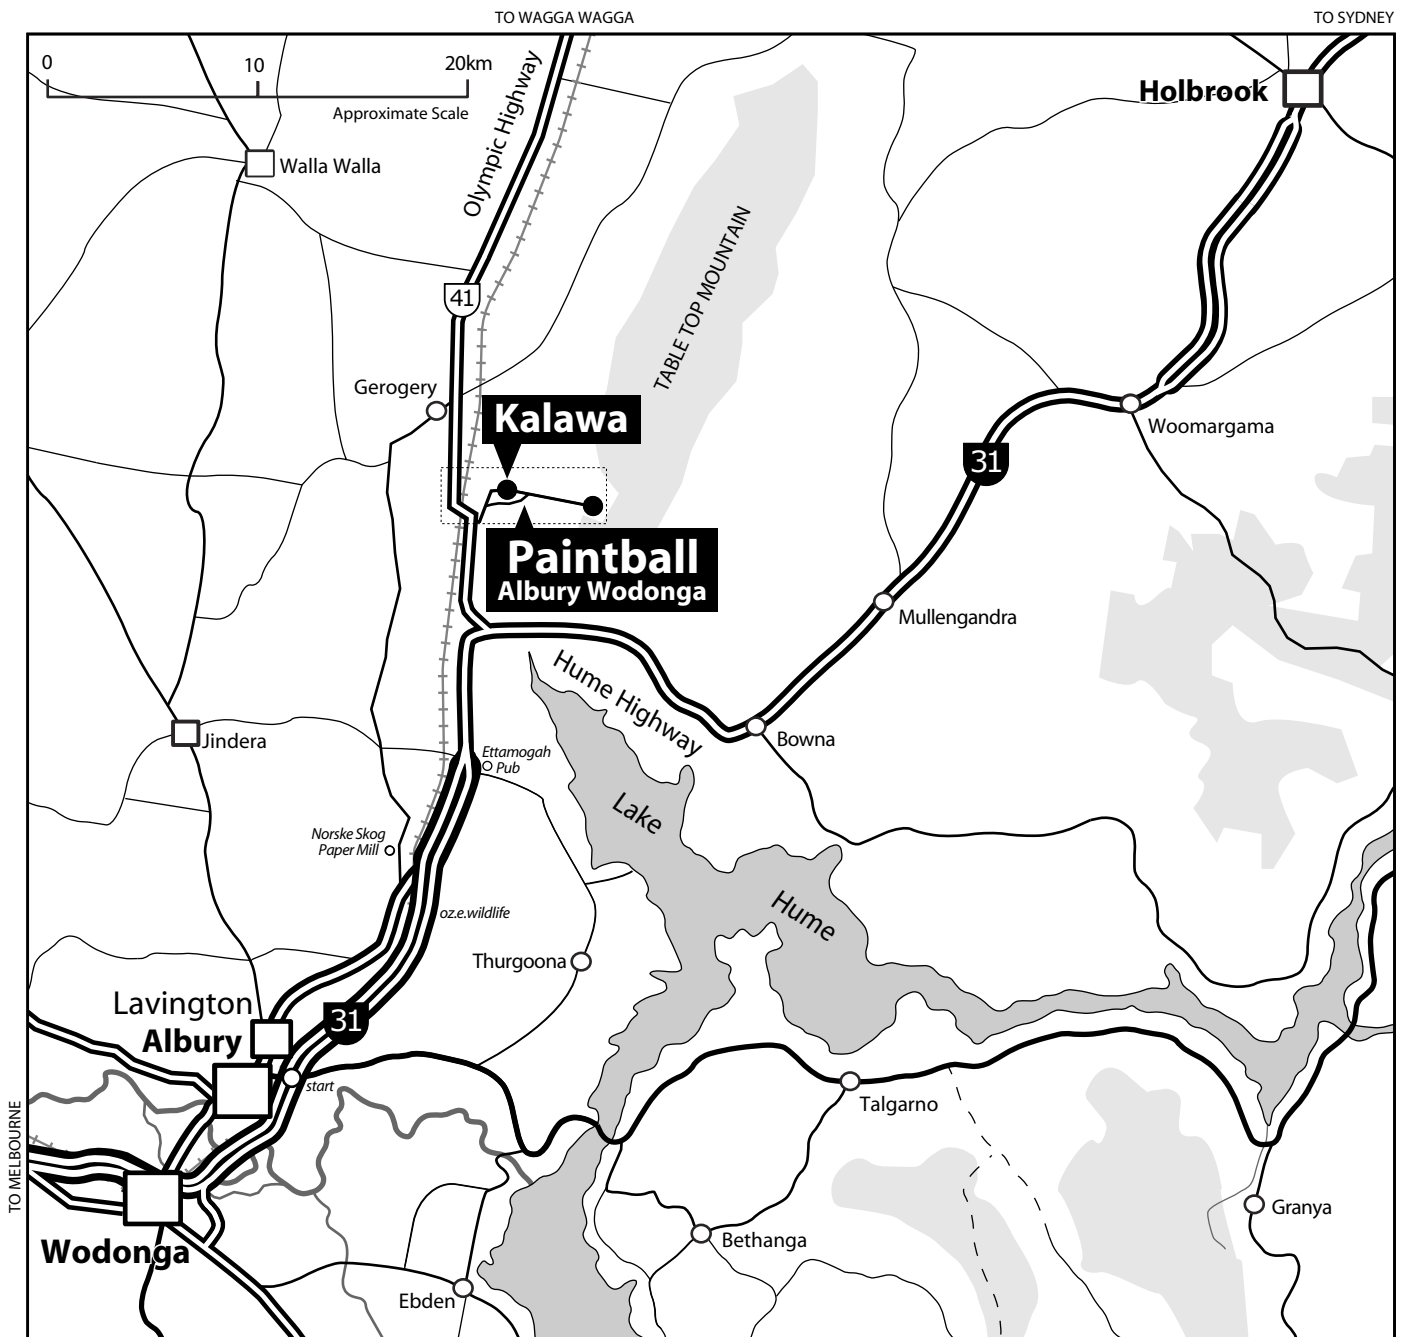 TO WAGGA WAGGA
TO SYDNEY
0
10
20km
Approximate Scale
Olympic Highway
Holbrook
Walla Walla
TABLE TOP MOUNTAIN
41
Gerogery
Kalawa
Woomargama
31
Paintball
Albury Wodonga
Mullengandra
Hume Highway
Jindera
Bowna
Ettamogah
Pub
Lake
Norske Skog
Paper Mill
Hume
oz.e.wildlife
Thurgoona
Lavington
Albury
31
start
Talgarno
TO MELBOURNE
Granya
Bethanga
Wodonga
Ebden